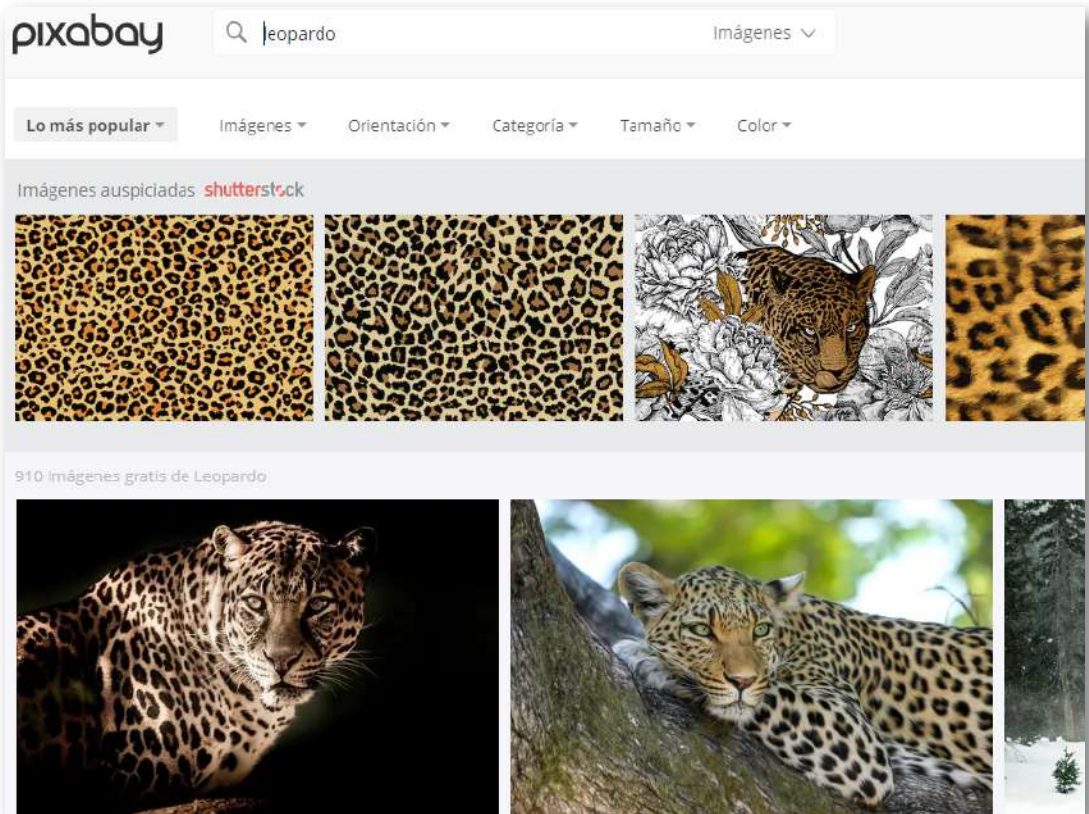 pixabay
leopardo
Imágenes
Lo más popular Imágenes Orientación Categoría Tamaño Color
Imágenes auspiciadas shutterstock
910 Imágenes gratis de Leopardo